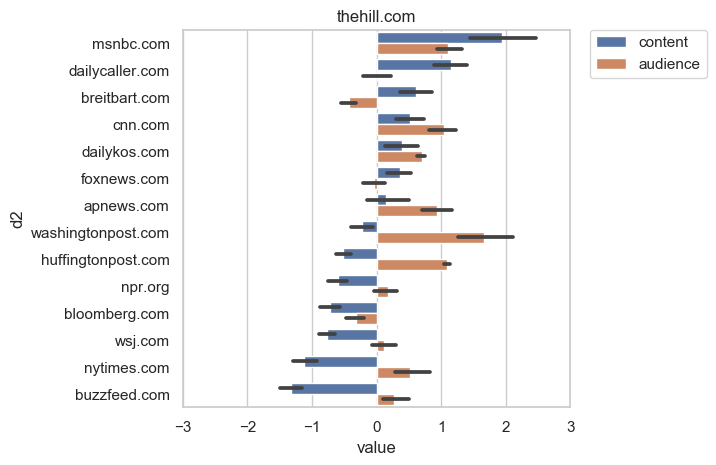 thehill.com
content
audience
msnbc.com
dailycaller.com
breitbart.com
cnn.com
dailykos.com
foxnews.com
apnews.com
washingtonpost.com
huffingtonpost.com
npr.org
bloomberg.com
wsj.com
nytimes.com
buzzfeed.com
d2
−3 −2 −1 0 1 2 3
value